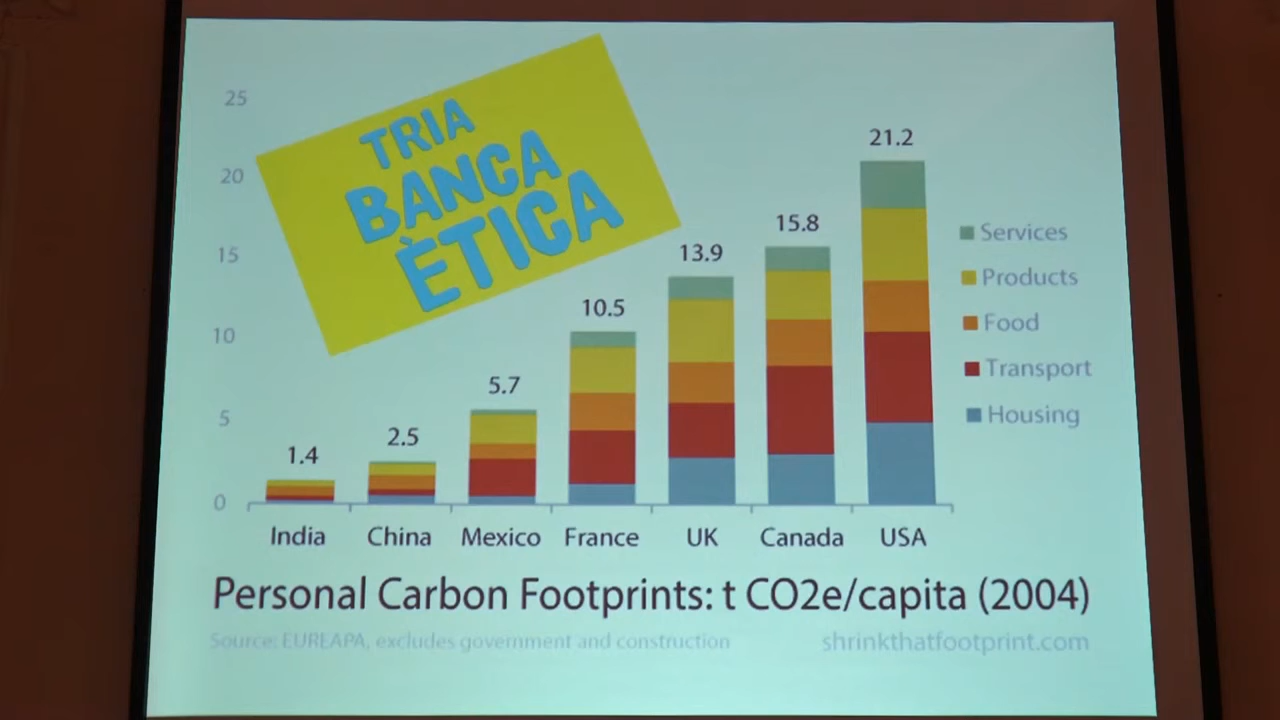 TRIA
BANCA
ÈTICA
25
20
15
10
5
0
1.4
2.5
5.7
10.5
13.9
15.8
21.2
Services
Products
Food
Transport
Housing
India China Mexico France UK Canada USA
Personal Carbon Footprints: t CO2e/capita (2004)
Source: EUREAPA, excludes government and construction
shrinkthatfootprint.com